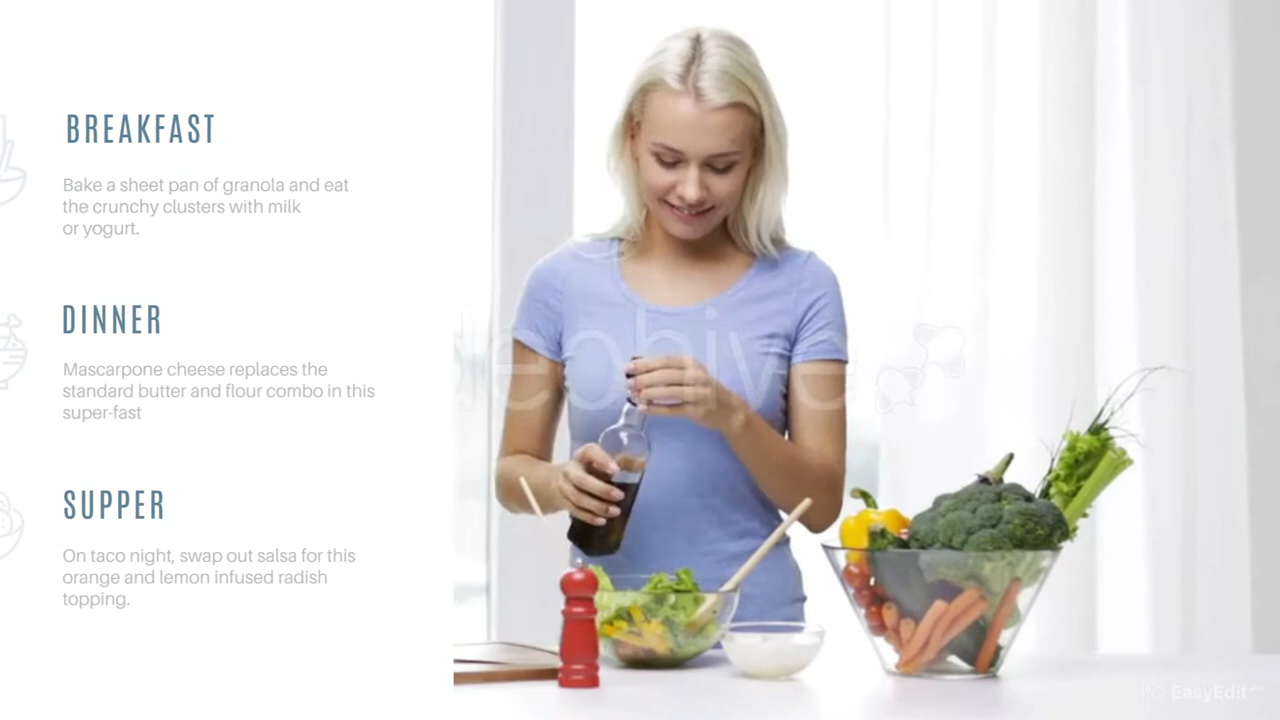 BREAKFAST
Bake a sheet pan of granola and eat
the crunchy clusters with milk
or yogurt.
DINNER
Mascarpone cheese replaces the
standard butter and flour combo in this
super-fast
SUPPER
On taco night, swap out salsa for this
orange and lemon infused radish
topping.
EasyEdit